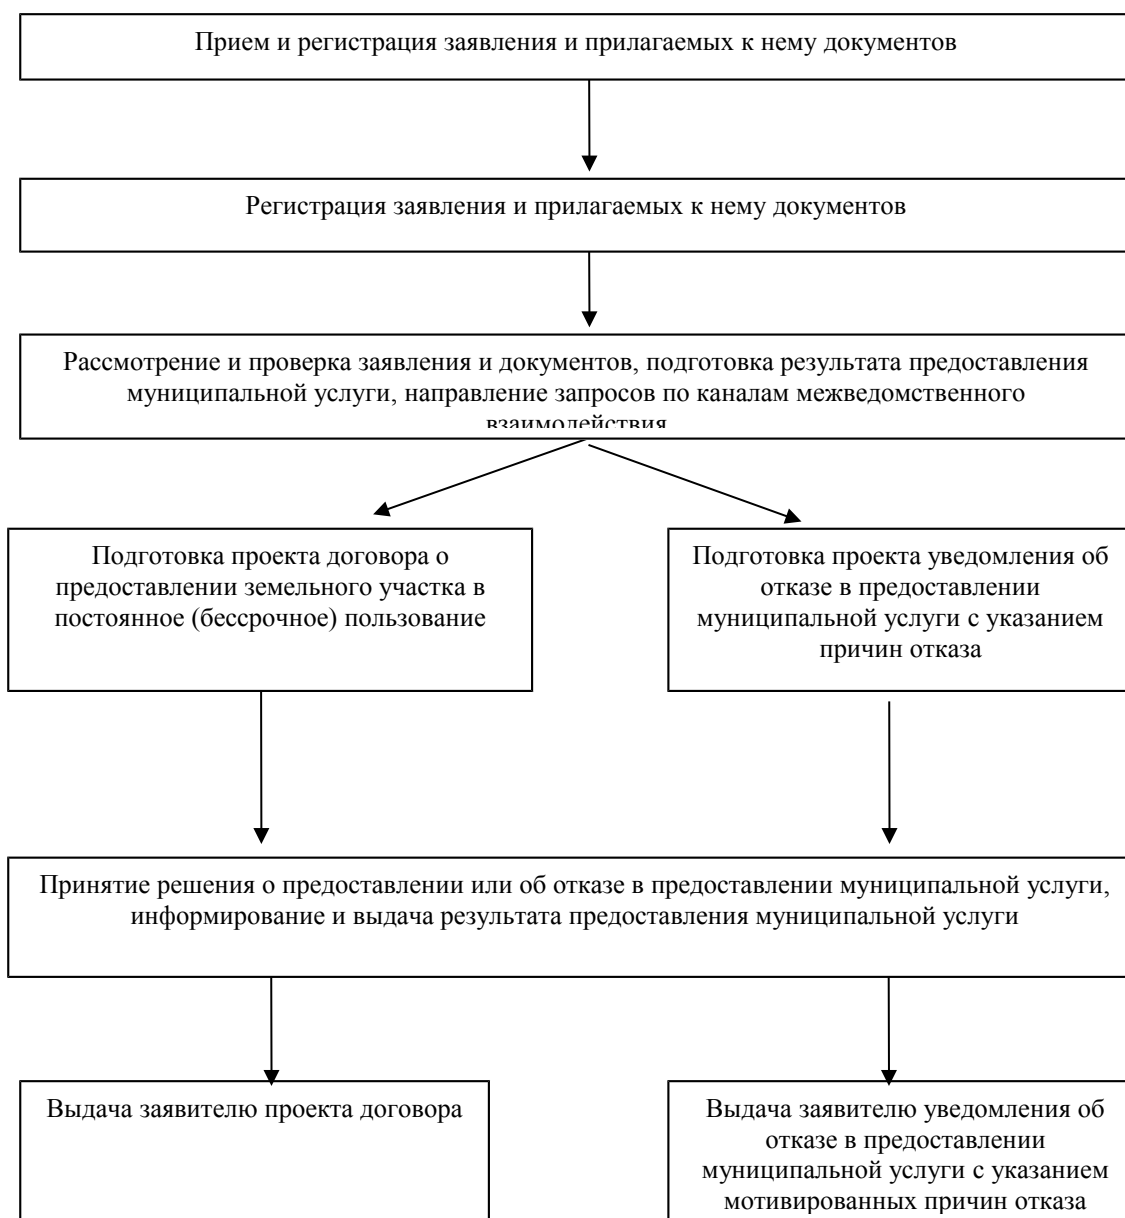 Прием и регистрация заявления и прилагаемых к нему документов
Регистрация заявления и прилагаемых к нему документов
Рассмотрение и проверка заявления и документов, подготовка результата предоставления
муниципальной услуги, направление запросов по каналам межведомственного
взаимодействия
Подготовка проекта договора о
предоставлении земельного участка в
постоянное (бессрочное) пользование
Подготовка проекта уведомления об
отказе в предоставлении
муниципальной услуги с указанием
причин отказа
Принятие решения о предоставлении или об отказе в предоставлении муниципальной услуги,
информирование и выдача результата предоставления муниципальной услуги
Выдача заявителю проекта договора
Выдача заявителю уведомления об
отказе в предоставлении
муниципальной услуги с указанием
мотивированных причин отказа